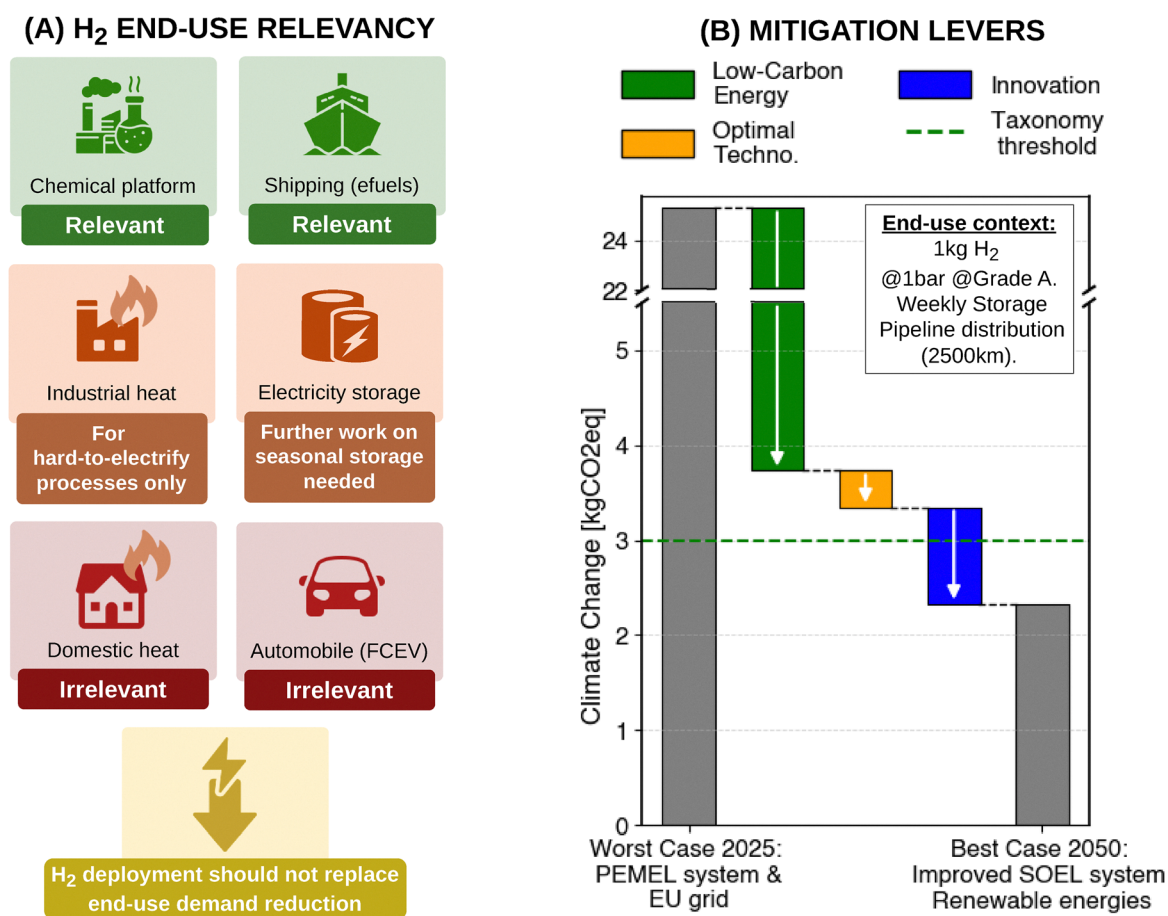 (A) H2 END-USE RELEVANCY
Chemical platform
Relevant
Shipping (efuels)
Relevant
Industrial heat
For
hard-to-electrify
processes only
Electricity storage
Further work on
seasonal storage
needed
Domestic heat
Irrelevant
Automobile (FCEV)
Irrelevant
H2 deployment should not replace
end-use demand reduction
(B) MITIGATION LEVERS
Low-Carbon
Energy
Optimal
Techno.
Innovation
Taxonomy
threshold
End-use context:
1kg H2
@1bar @Grade A.
Weekly Storage
Pipeline distribution
(2500km).
Climate Change [kgCO2eq]
24
22
5
4
3
2
1
0
Worst Case 2025:
PEMEL system &
EU grid
Best Case 2050:
Improved SOEL system
Renewable energies